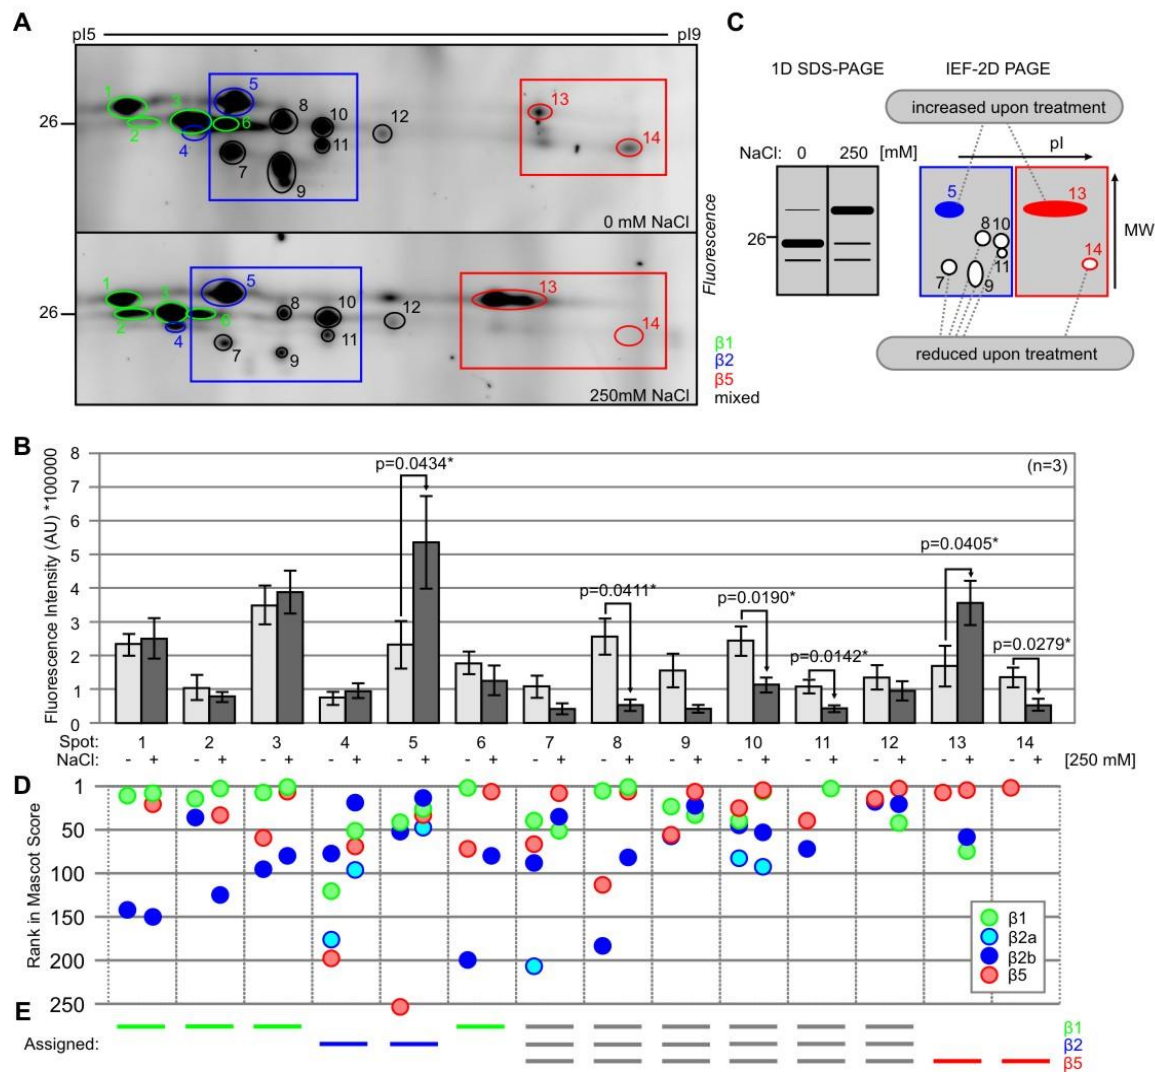 A
pI5
pI9
1
2
3
4
5
6
7
8
9
10
11
12
13
14
26
0 mM NaCl
1
2
3
4
5
6
7
8
9
10
11
12
13
14
26
250mM NaCl
Fluorescence
β1
β2
β5
mixed
C
1D SDS-PAGE
IEF-2D PAGE
increased upon treatment
NaCl: 0 250 [mM]
pI
26
5
13
8
10
7
9
11
14
MW
reduced upon treatment
B
Fluorescence Intensity (AU) *100000
8
7
6
5
4
3
2
1
0
(n=3)
p=0.0434*
p=0.0411*
p=0.0190*
p=0.0142*
p=0.0405*
p=0.0279*
Spot: 1 2 3 4 5 6 7 8 9 10 11 12 13 14
NaCl: - + - + - + - + - + - + - + - + - + - + - + - + - + - + [250 mM]
D
Rank in Mascot Score
1
50
100
150
200
250
β1
β2a
β2b
β5
E
Assigned:
β1
β2
β5